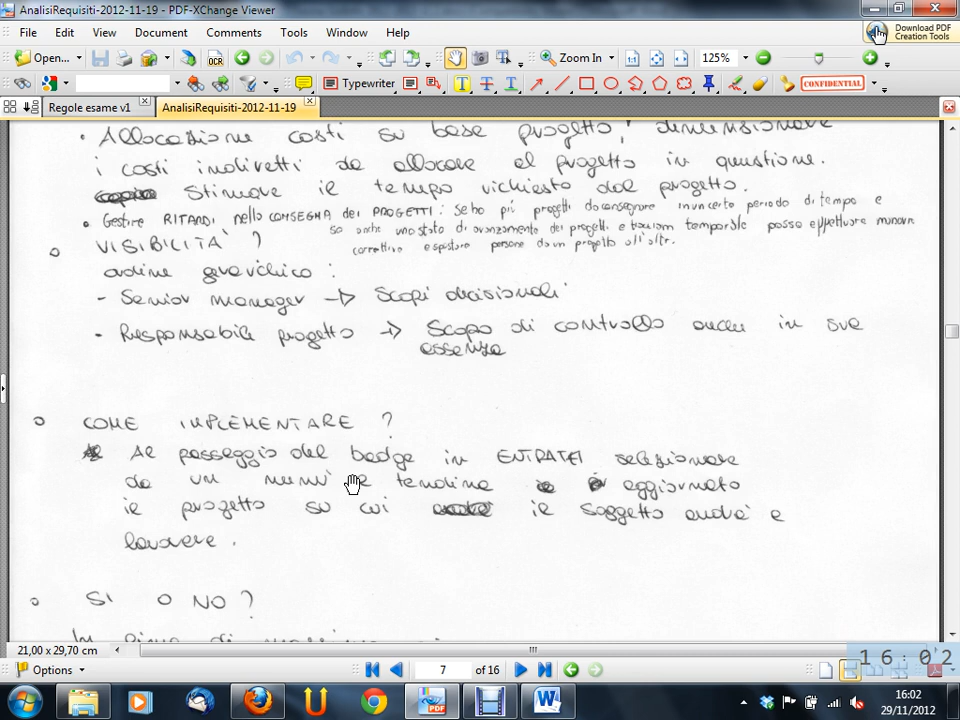 AnalisiRequisiti-2012-11-19 - PDF-XChange Viewer
File Edit View Document Comments Tools Window Help
Download PDF
Creation Tools
Open... OCR Zoom In 125%
Typewriter CONFIDENTIAL
Regole esame v1 AnalisiRequisiti-2012-11-19
• Allocazione costi su base progetto, dimensionare
i costi indiretti da allocare al progetto in questione.
Stimare il tempo richiesto dal progetto.
• Gestire RITARDI nella CONSEGNA dei PROGETTI: Se ho più progetti da consegnare in un certo periodo di tempo e
so anche uno stato di avanzamento dei progetti e temporale posso effettuare manovre
correttive e spostare persone da un progetto all'altro.
VISIBILITA' ?
ordine gerarchico :
- Senior manager -> Scopi decisionali
- Responsabile progetto -> Scopo di controllo anche in sua
assenza
COME IMPLEMENTARE ?
Al passaggio del badge in ENTRATA selezionare
da un menù a tendina aggiornato
il progetto su cui il soggetto andrà a
lavorare .
SI O NO ?
21,00 x 29,70 cm
Options 7 of 16
16:02
16:02
29/11/2012